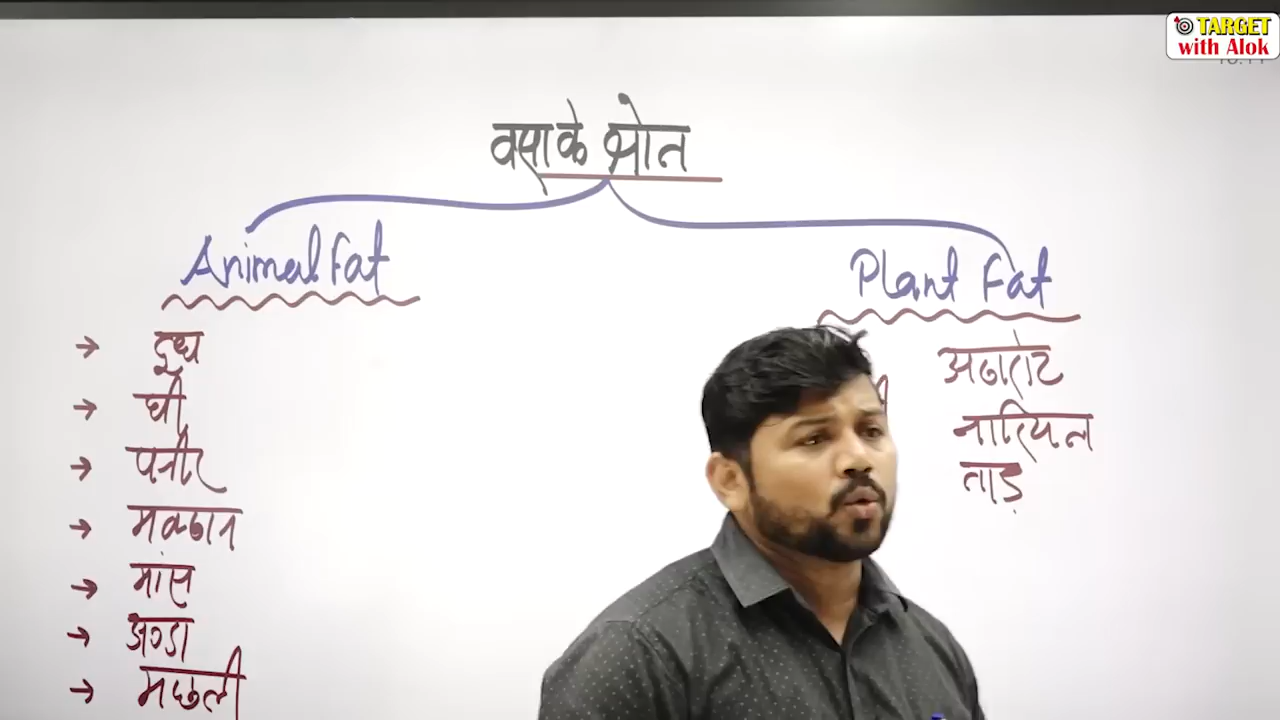 TARGET
with Alok
वसा के श्रोत
Animal Fat
Plant Fat
→ दूध
→ घी
→ पनीर
→ मक्खन
→ मांस
→ अण्डा
→ मछली
अखरोट
नारियल
ताड़